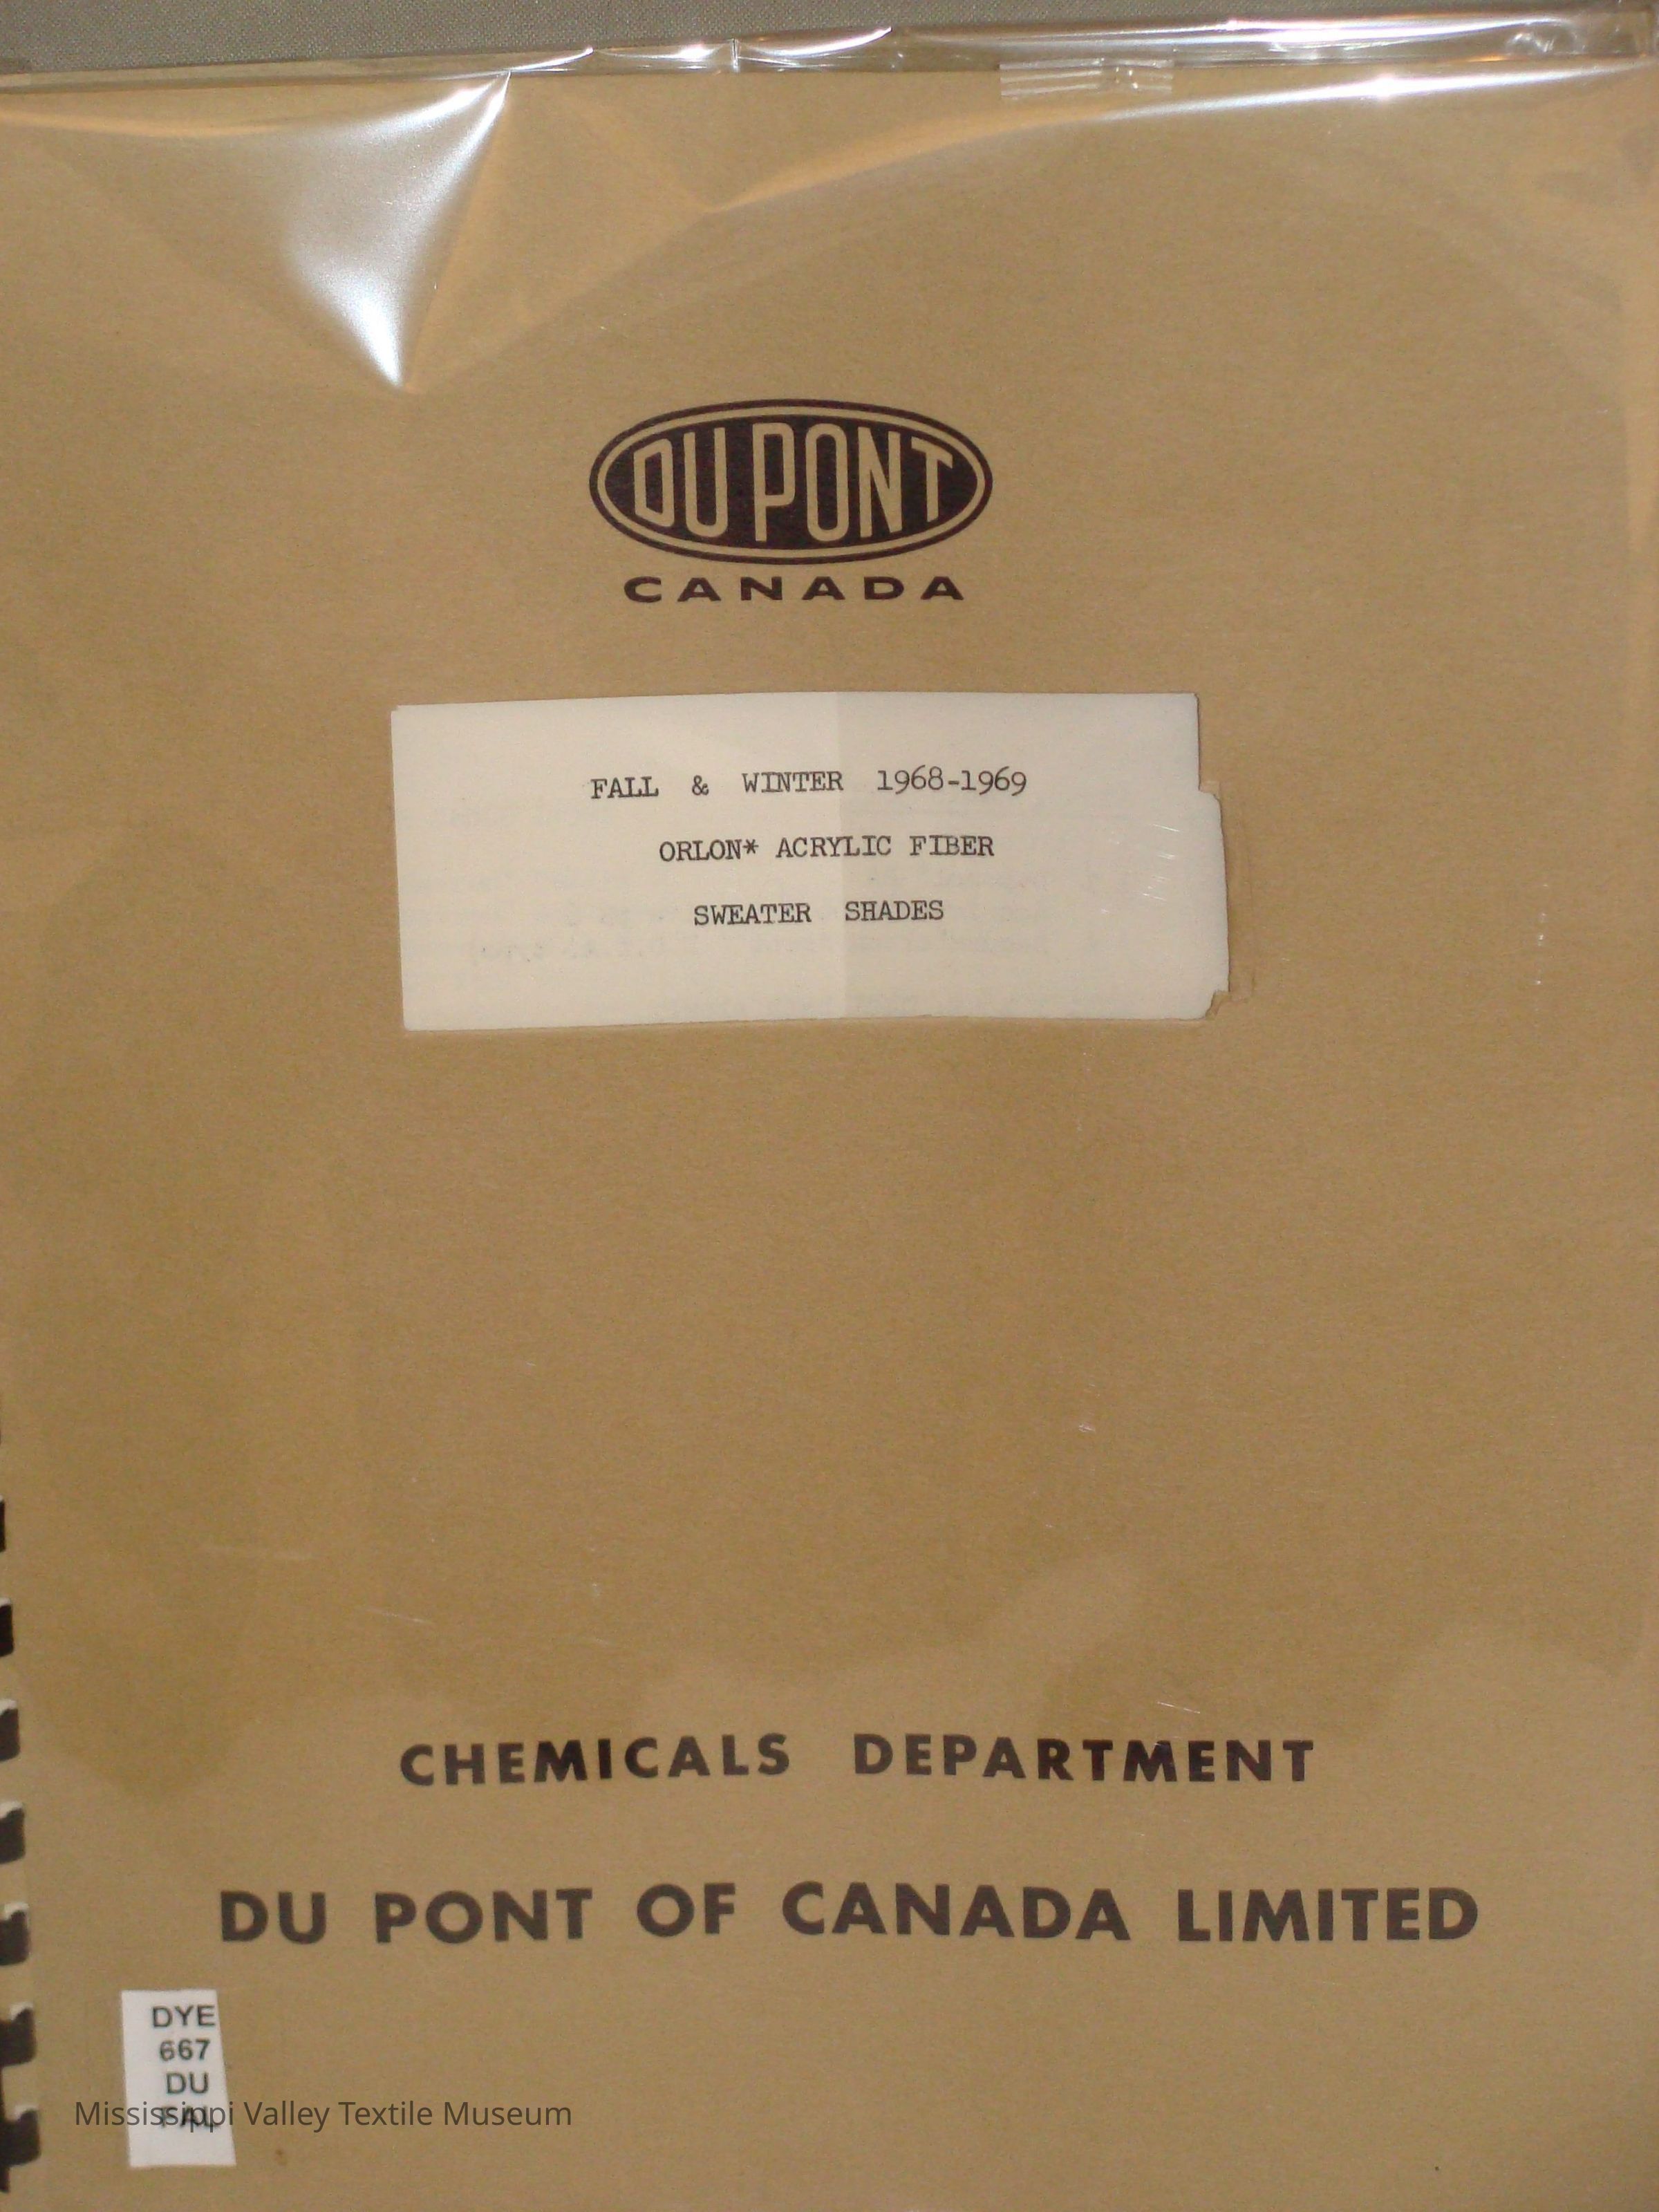 DU PONT
CANADA
FALL & WINTER 1968-1969
ORLON* ACRYLIC FIBER
SWEATER SHADES
CHEMICALS DEPARTMENT
DU PONT OF CANADA LIMITED
DYE
667
DU
FAL
Mississippi Valley Textile Museum